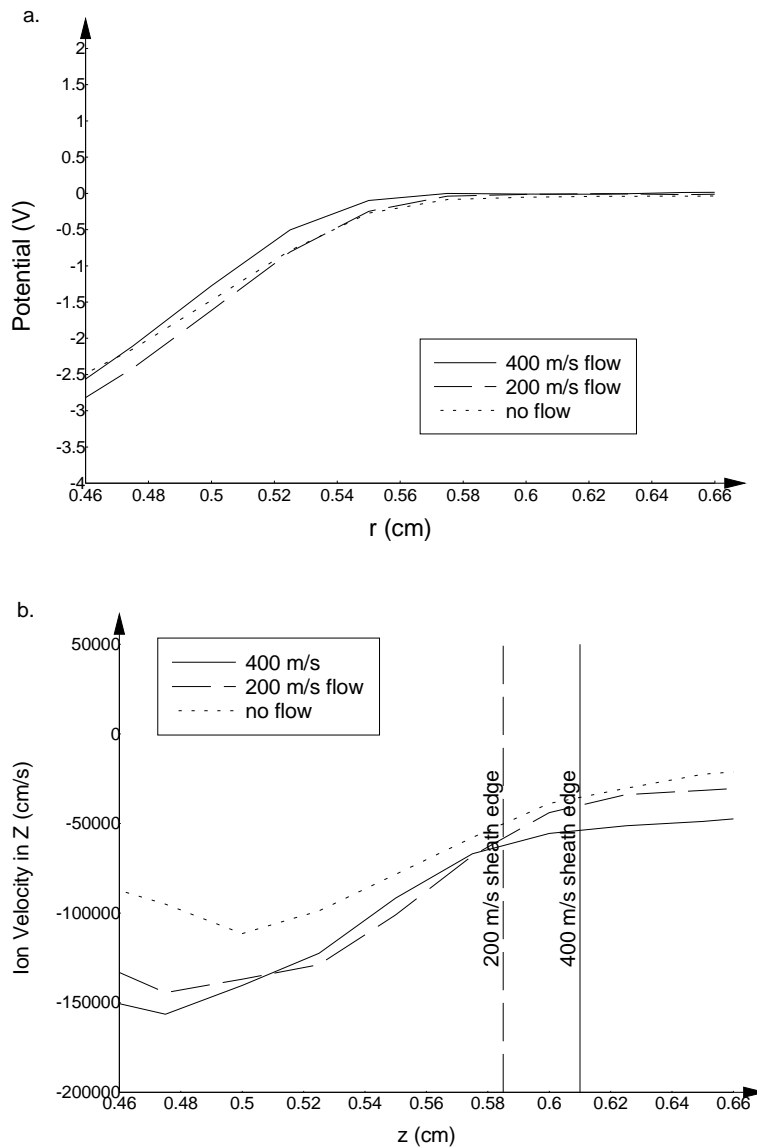 a.
2
1.5
1
0.5
0
-0.5
-1
-1.5
-2
-2.5
-3
-3.5
-4
Potential (V)
400 m/s flow
200 m/s flow
no flow
0.46 0.48 0.5 0.52 0.54 0.56 0.58 0.6 0.62 0.64 0.66
r (cm)
b.
50000
0
-50000
-100000
-150000
-200000
Ion Velocity in Z (cm/s)
400 m/s
200 m/s flow
no flow
200 m/s sheath edge
400 m/s sheath edge
0.46 0.48 0.5 0.52 0.54 0.56 0.58 0.6 0.62 0.64 0.66
z (cm)